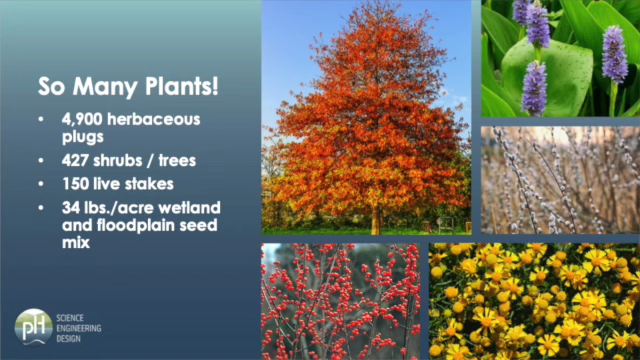 So Many Plants!
• 4,900 herbaceous
plugs
• 427 shrubs / trees
• 150 live stakes
• 34 lbs./acre wetland
and floodplain seed
mix
pH
SCIENCE
ENGINEERING
DESIGN